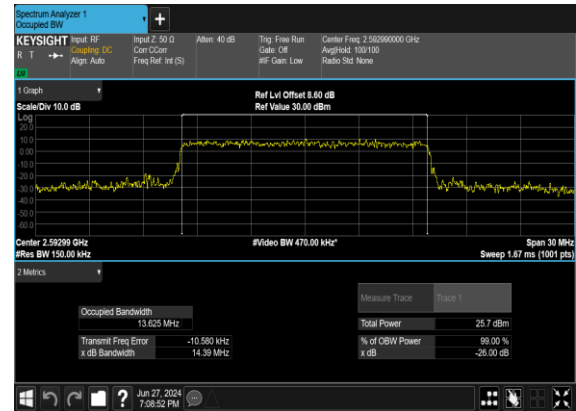 Spectrum Analyzer 1
Occupied BW
KEYSIGHT Input: RF Input Z: 50 Ω Atten: 40 dB Trig: Free Run Center Freq: 2.592990000 GHz
R T Coupling: DC Corr CCorr Gate: Off Avg|Hold: 100/100
Align: Auto Freq Ref: Int (S) #IF Gain: Low Radio Std: None
1 Graph Ref Lvl Offset 8.60 dB
Scale/Div 10.0 dB Ref Value 30.00 dBm
Log
20.0
10.0
0.00
-10.0
-20.0
-30.0
-40.0
-50.0
-60.0
Center 2.59299 GHz #Video BW 470.00 kHz* Span 30 MHz
#Res BW 150.00 kHz Sweep 1.67 ms (1001 pts)
2 Metrics
Measure Trace Trace 1
Occupied Bandwidth
13.625 MHz Total Power 25.7 dBm
Transmit Freq Error -10.580 kHz % of OBW Power 99.00 %
x dB Bandwidth 14.39 MHz x dB -26.00 dB
Jun 27, 2024
7:08:52 PM